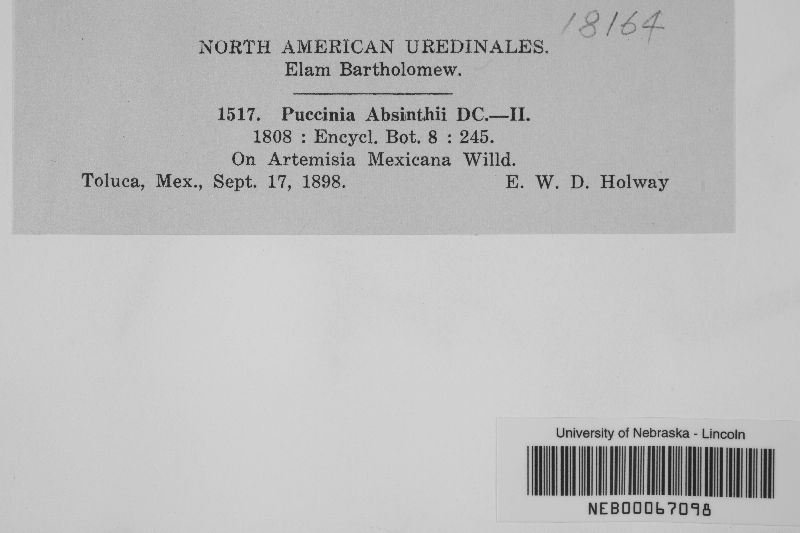 18164
NORTH AMERICAN UREDINALES.
Elam Bartholomew.
1517. Puccinia Absinthii DC.—II.
1808 : Encycl. Bot. 8 : 245.
On Artemisia Mexicana Willd.
Toluca, Mex., Sept. 17, 1898. E. W. D. Holway
University of Nebraska - Lincoln
NEB00067098